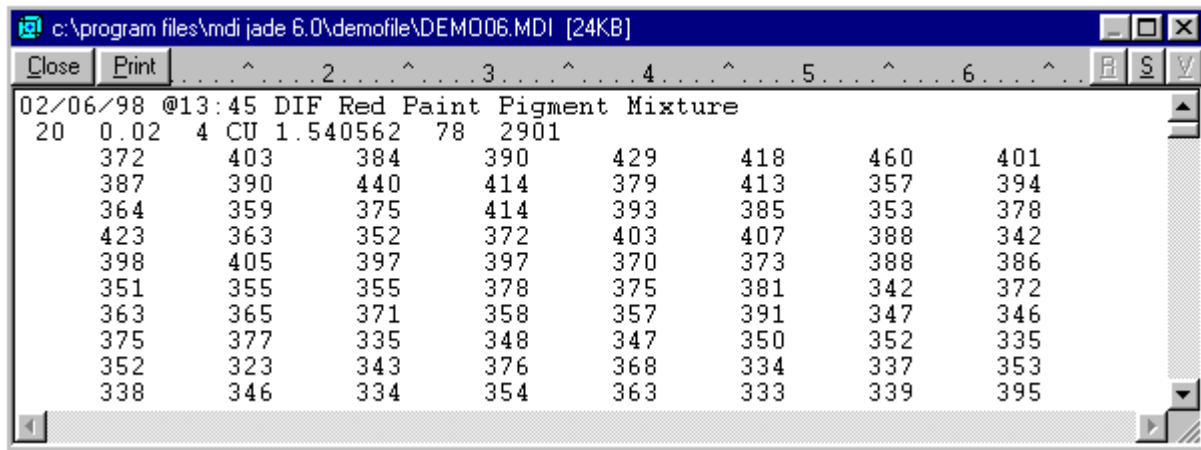 c:\program files\mdi jade 6.0\demofile\DEMO06.MDI [24KB]
Close Print . . . . ^ . . . . 2 . . . . ^ . . . . 3 . . . . ^ . . . . 4 . . . . ^ . . . . 5 . . . . ^ . . . . 6 . . . . ^ . . R S V
02/06/98 @13:45 DIF Red Paint Pigment Mixture
20 0.02 4 CU 1.540562 78 2901
372 403 384 390 429 418 460 401
387 390 440 414 379 413 357 394
364 359 375 414 393 385 353 378
423 363 352 372 403 407 388 342
398 405 397 397 370 373 388 386
351 355 355 378 375 381 342 372
363 365 371 358 357 391 347 346
375 377 335 348 347 350 352 335
352 323 343 376 368 334 337 353
338 346 334 354 363 333 339 395